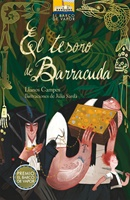 EL BARCO
DE VAPOR
El tesoro
de Barracuda
Llanos Campos
Ilustraciones de Júlia Sardà
PREMIO
EL BARCO
DE VAPOR